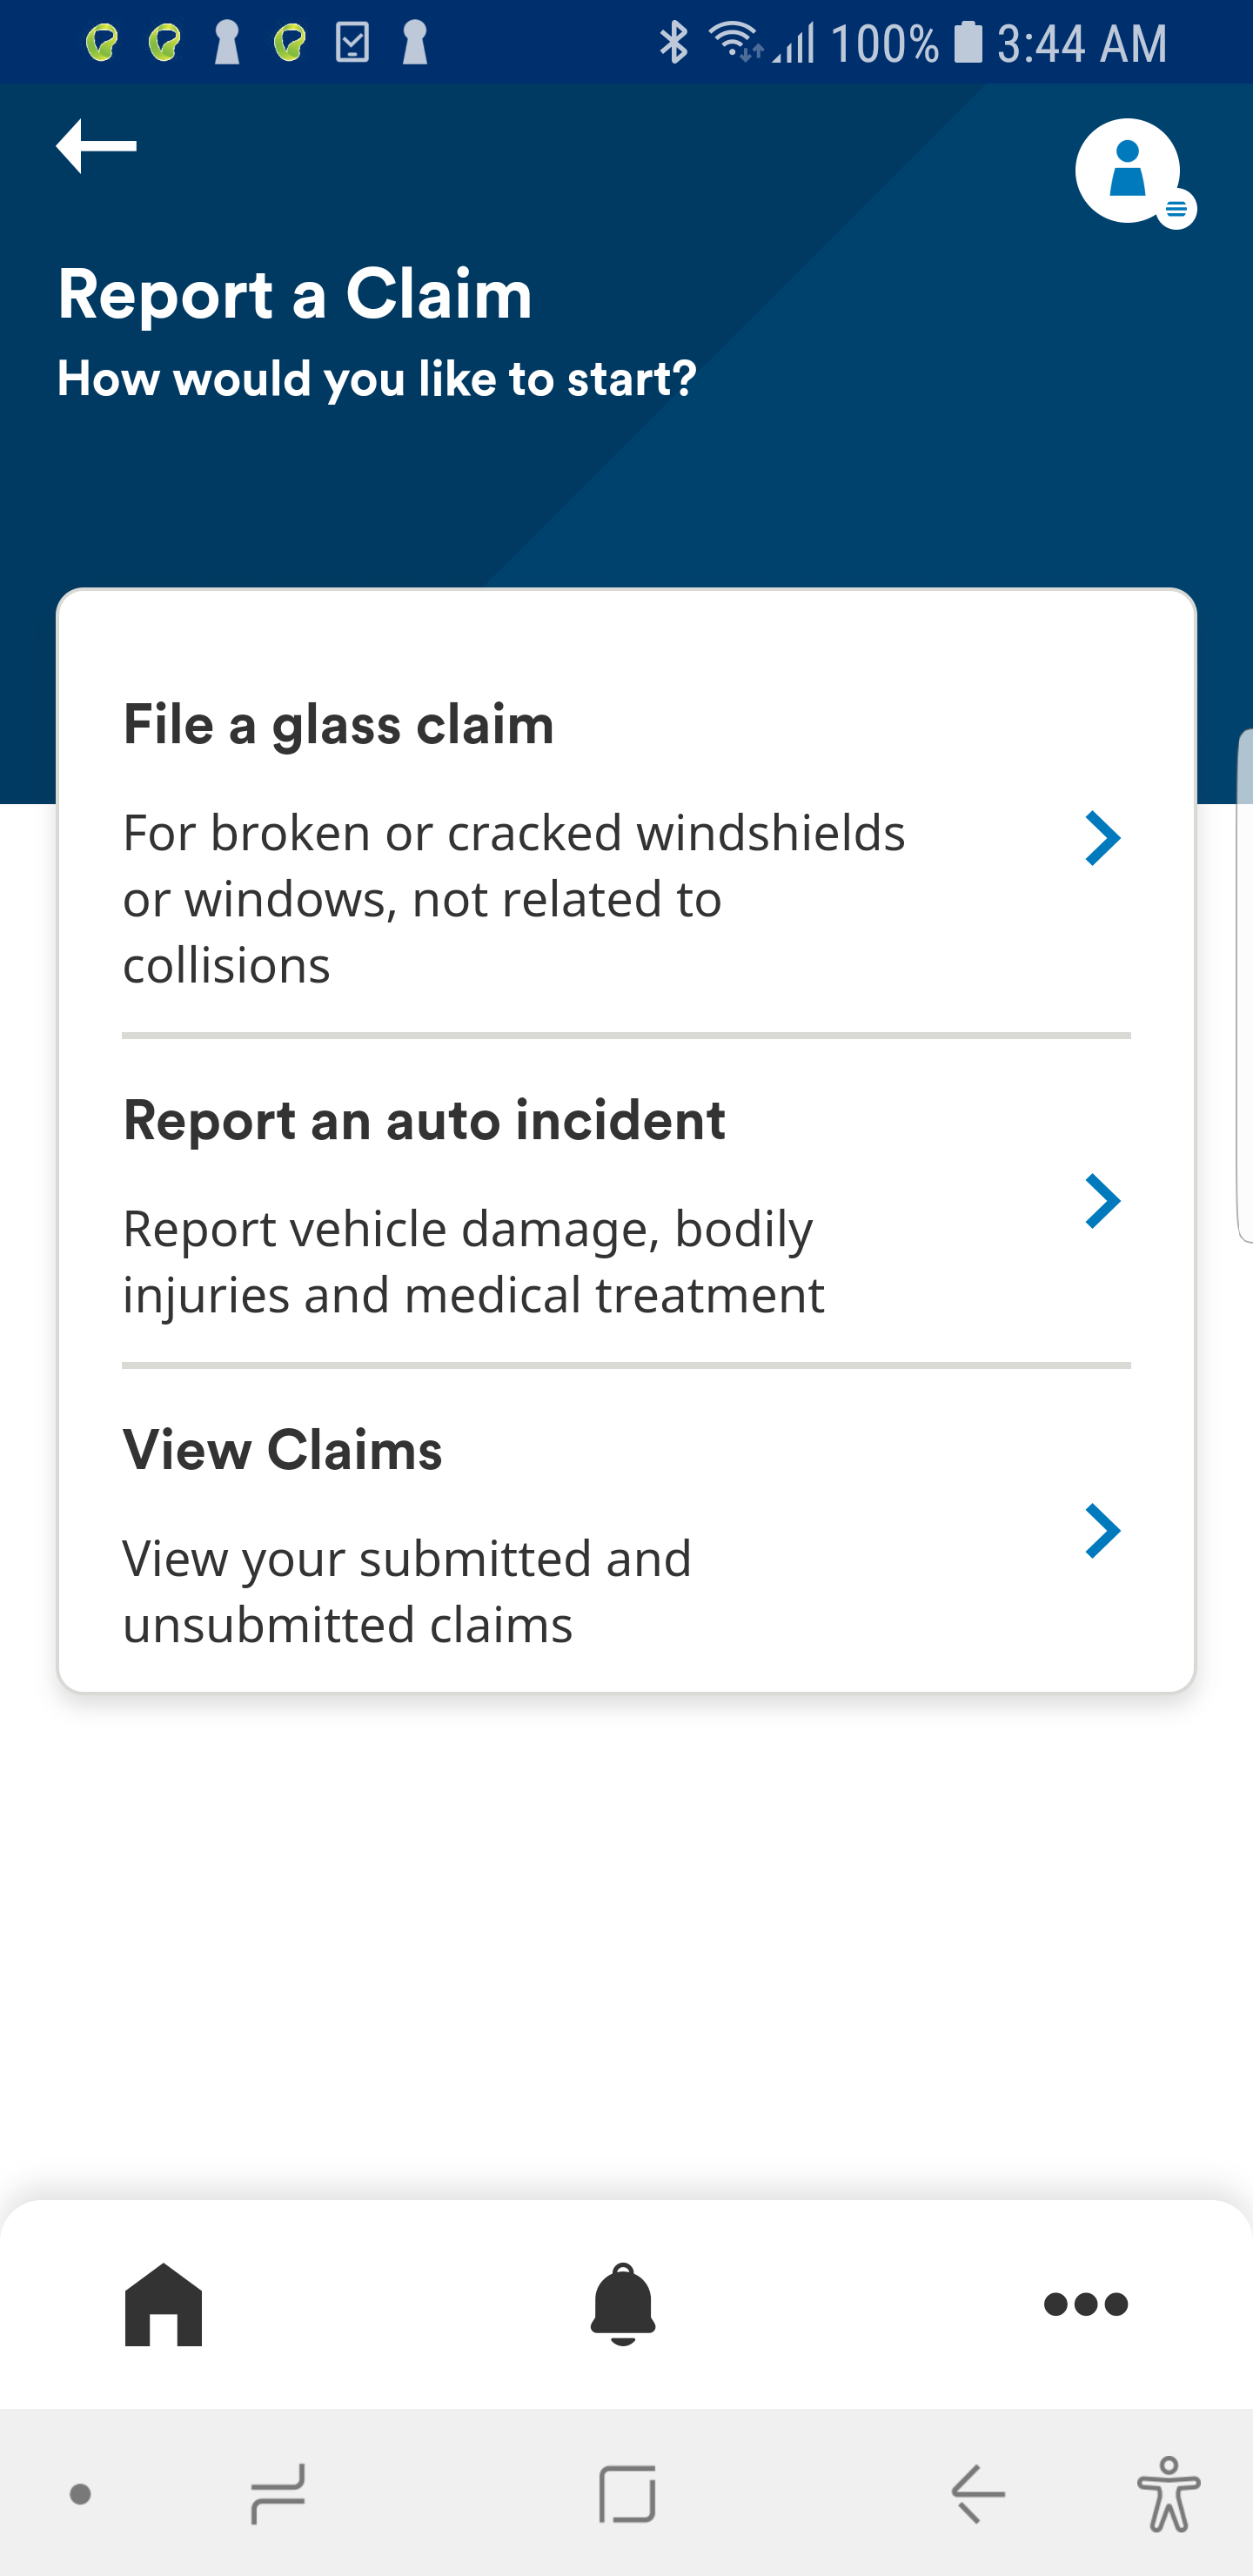 100% 3:44 AM
Report a Claim
How would you like to start?
File a glass claim
For broken or cracked windshields
or windows, not related to
collisions
Report an auto incident
Report vehicle damage, bodily
injuries and medical treatment
View Claims
View your submitted and
unsubmitted claims